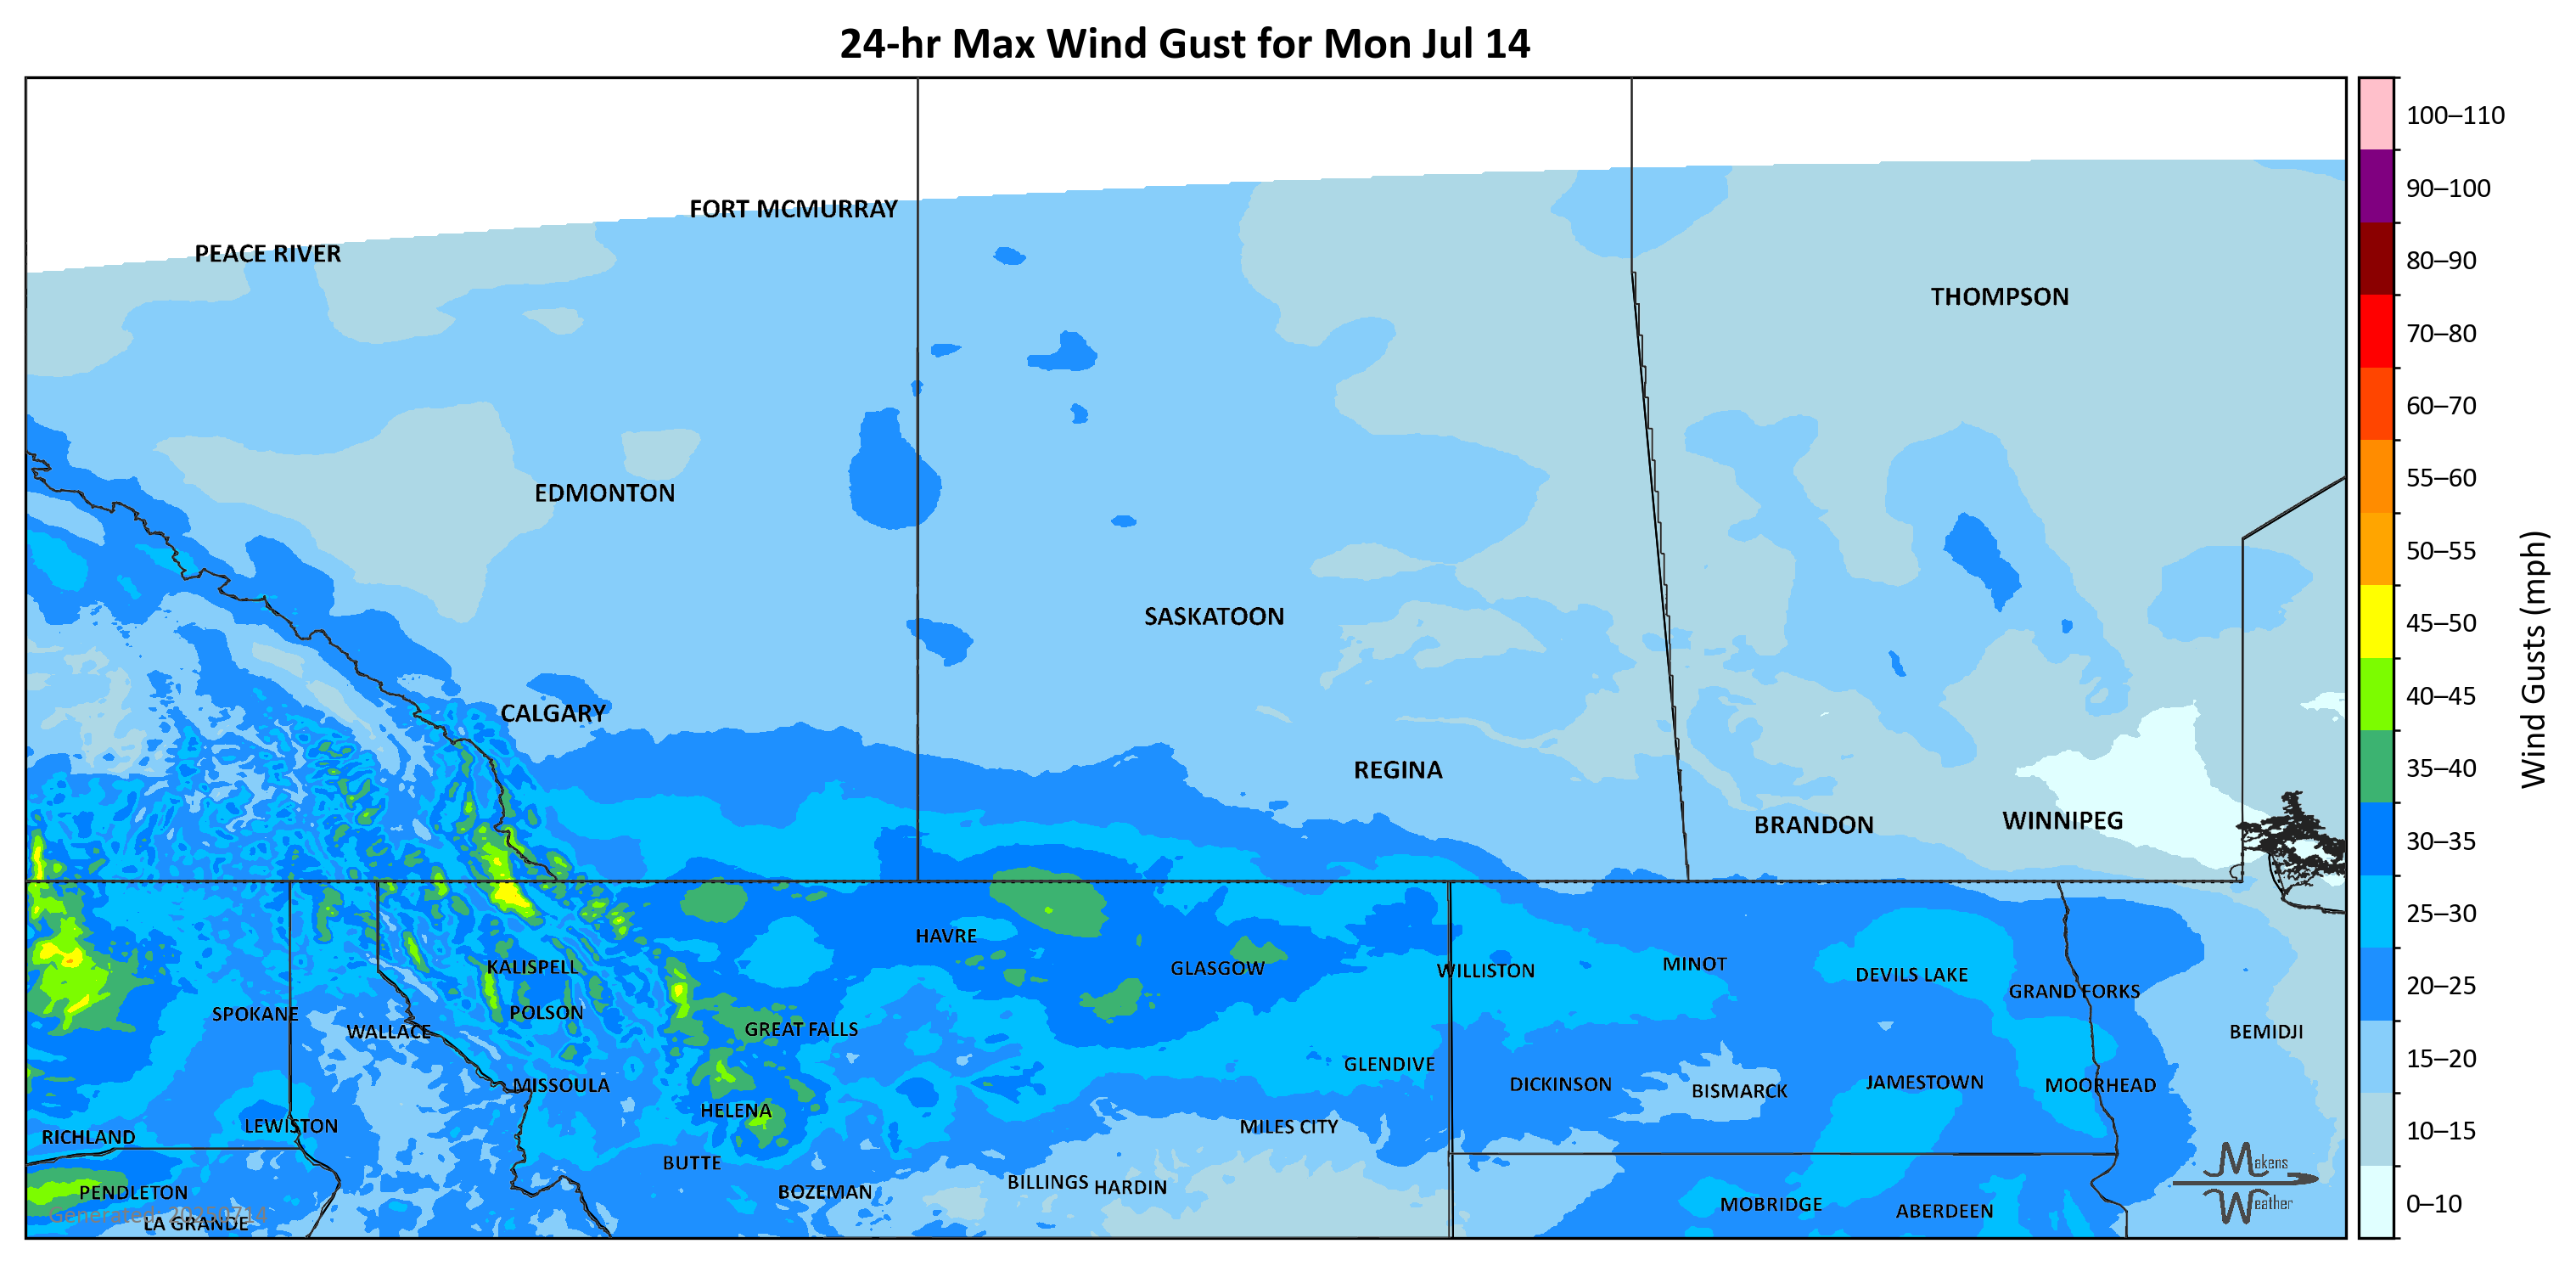 24-hr Max Wind Gust for Mon Jul 14
100–110
FORT MCMURRAY
90–100
PEACE RIVER
80–90
THOMPSON
70–80
60–70
EDMONTON
55–60
50–55
SASKATOON
45–50
Wind Gusts (mph)
CALGARY
40–45
REGINA
35–40
BRANDON
WINNIPEG
30–35
HAVRE
25–30
KALISPELL
GLASGOW
WILLISTON
MINOT
DEVILS LAKE
20–25
GRAND FORKS
SPOKANE
POLSON
WALLACE
GREAT FALLS
BEMIDJI
15–20
GLENDIVE
MISSOULA
DICKINSON
BISMARCK
JAMESTOWN
MOORHEAD
HELENA
LEWISTON
MILES CITY
10–15
RICHLAND
BUTTE
Makens
Weather
PENDLETON
BOZEMAN
BILLINGS
HARDIN
MOBRIDGE
ABERDEEN
0–10
Generated: 20250714
LA GRANDE